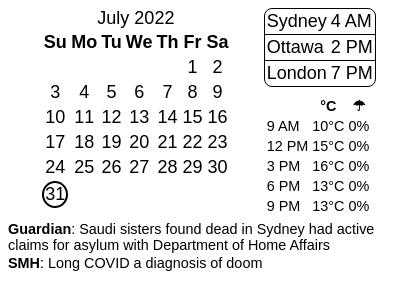 July 2022
Su Mo Tu We Th Fr Sa
1 2
3 4 5 6 7 8 9
10 11 12 13 14 15 16
17 18 19 20 21 22 23
24 25 26 27 28 29 30
31
Sydney 4 AM
Ottawa 2 PM
London 7 PM
°C ☂
9 AM 10°C 0%
12 PM 15°C 0%
3 PM 16°C 0%
6 PM 13°C 0%
9 PM 13°C 0%
Guardian: Saudi sisters found dead in Sydney had active
claims for asylum with Department of Home Affairs
SMH: Long COVID a diagnosis of doom